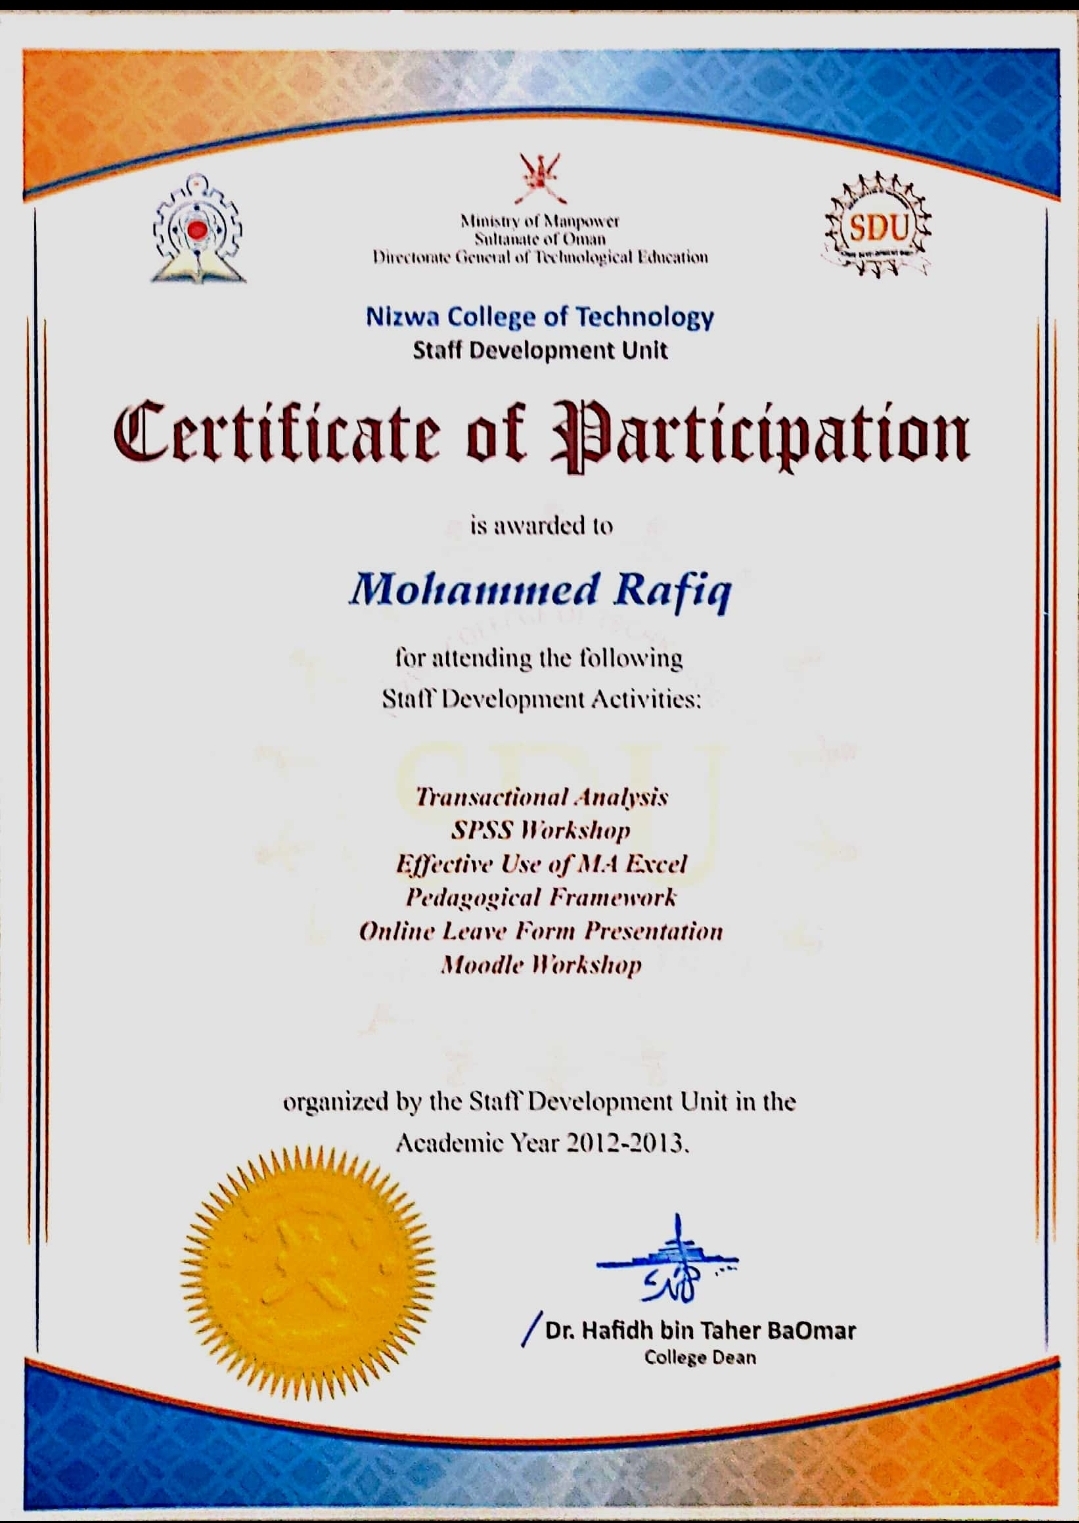 SDU
Ministry of Manpower
Sultanate of Oman
Directorate General of Technological Education
Nizwa College of Technology
Staff Development Unit
Certificate of Participation
is awarded to
Mohammed Rafiq
for attending the following
Staff Development Activities:
SDU
Transactional Analysis
SPSS Workshop
Effective Use of MA Excel
Pedagogical Framework
Online Leave Form Presentation
Moodle Workshop
organized by the Staff Development Unit in the
Academic Year 2012-2013.
/ Dr. Hafidh bin Taher BaOmar
College Dean